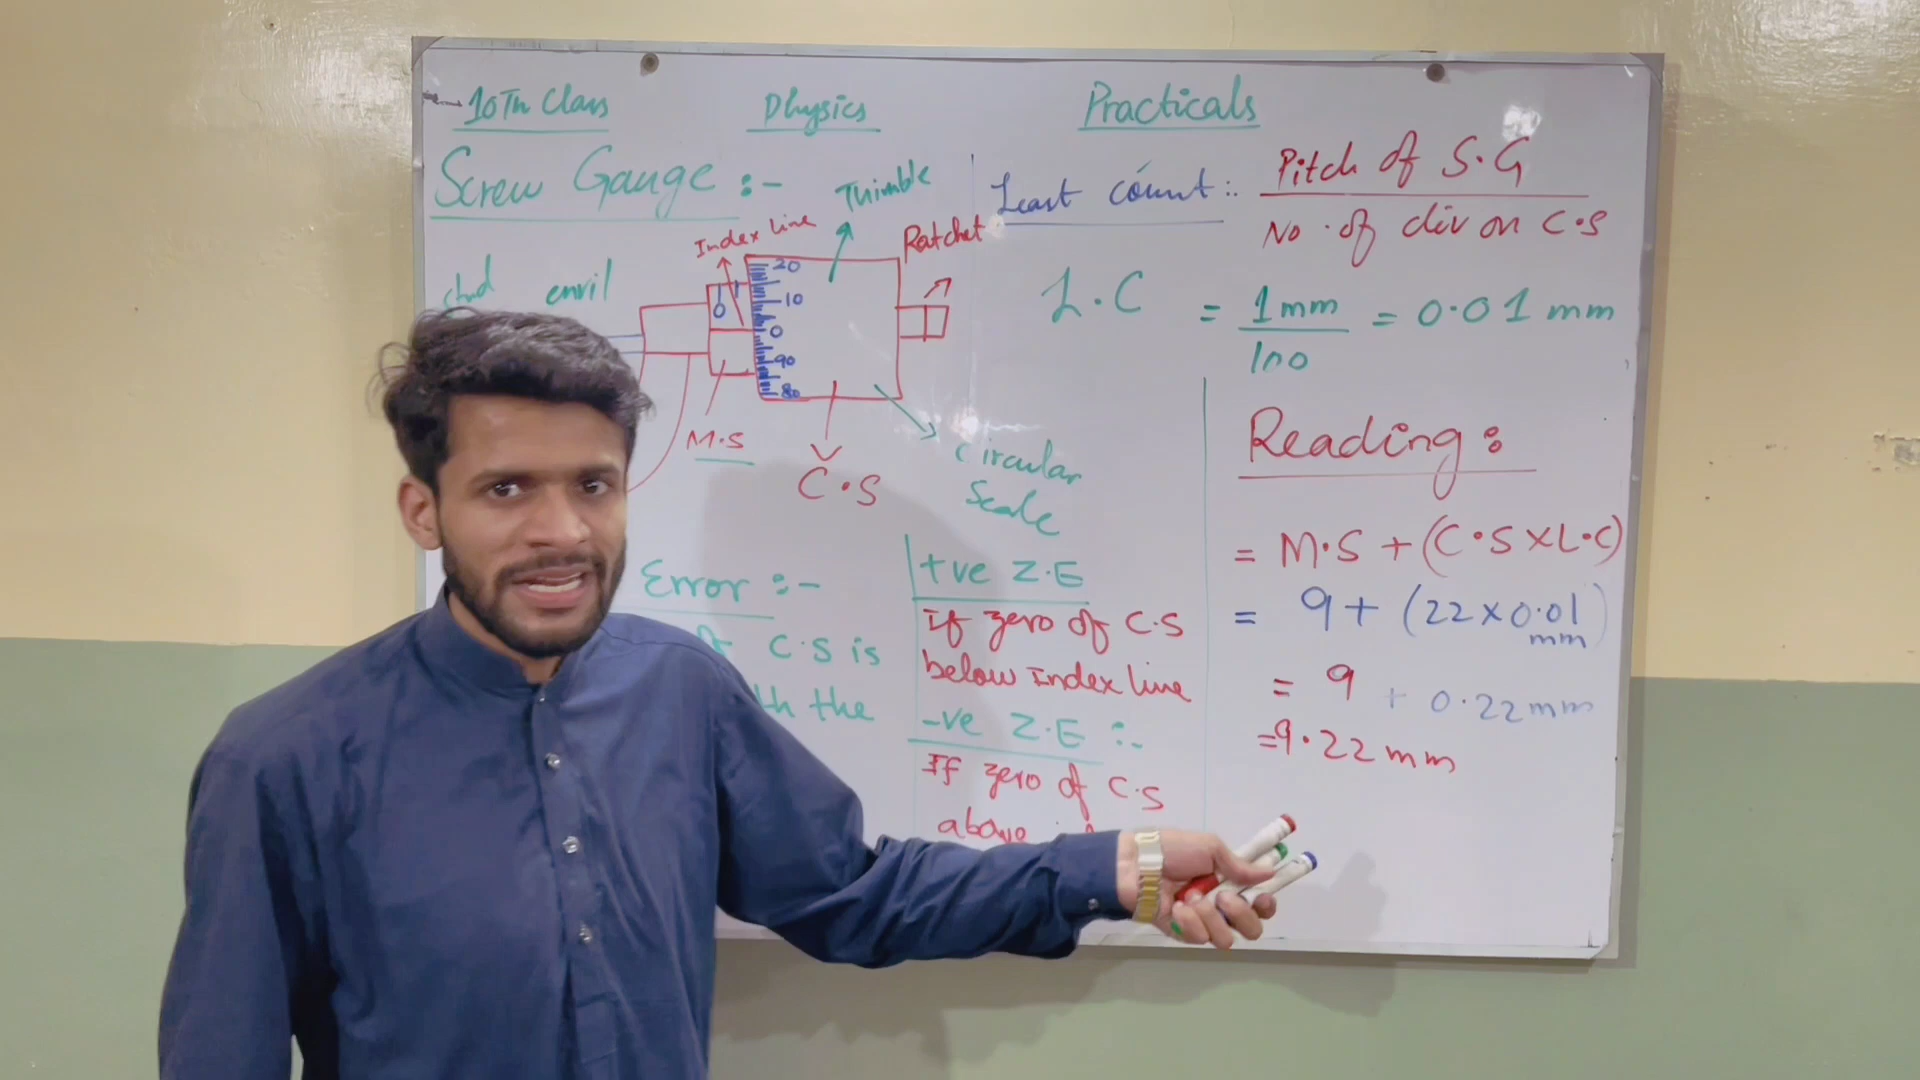 10Th Class
Physics
Practicals
Screw Gauge :-
Thimble
Index line
Ratchet
stud
envil
20
10
0
0
90
80
M.S
C.S
Circular
Scale
Least count :.
Pitch of S.G
No. of div on C.S
L.C = 1mm = 0.01 mm
100
Error :-
C.S is
the
+ve Z.E
If zero of C.S
below Index line
-ve Z.E :-
If zero of C.S
above
Reading :
= M.S + (C.S x L.C)
= 9 + (22 x 0.01)
mm
= 9 + 0.22mm
=9.22 mm